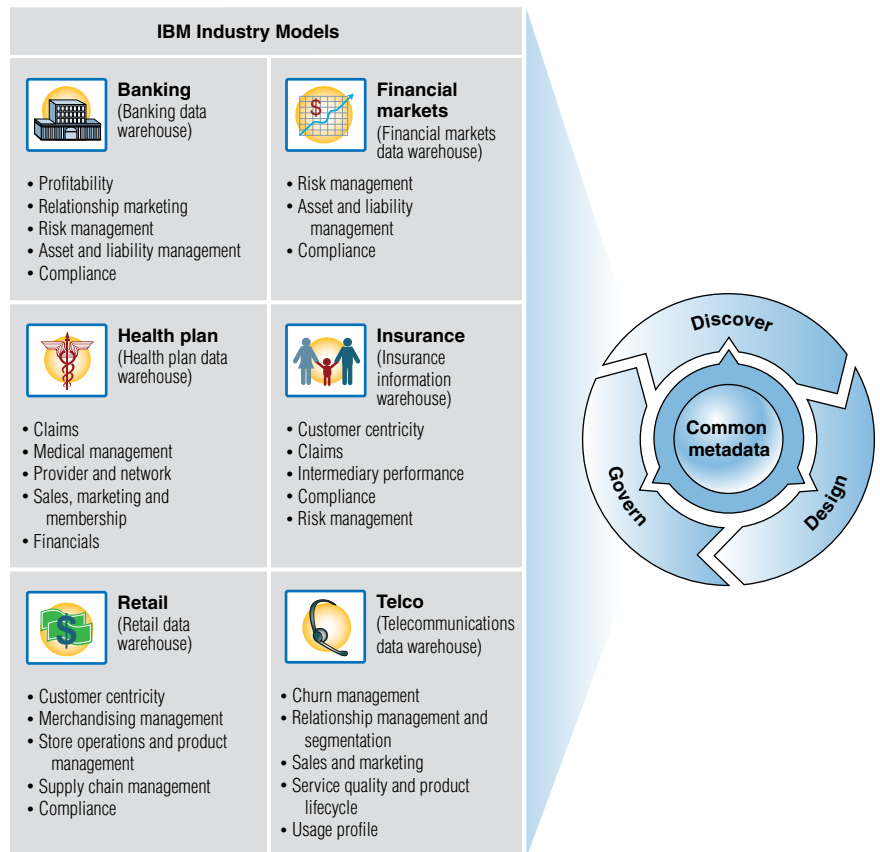 IBM Industry Models
Banking
(Banking data
warehouse)
• Profitability
• Relationship marketing
• Risk management
• Asset and liability management
• Compliance
Financial
markets
(Financial markets
data warehouse)
• Risk management
• Asset and liability
management
• Compliance
Health plan
(Health plan data
warehouse)
• Claims
• Medical management
• Provider and network
• Sales, marketing and
membership
• Financials
Insurance
(Insurance
information
warehouse)
• Customer centricity
• Claims
• Intermediary performance
• Compliance
• Risk management
Retail
(Retail data
warehouse)
• Customer centricity
• Merchandising management
• Store operations and product
management
• Supply chain management
• Compliance
Telco
(Telecommunications
data warehouse)
• Churn management
• Relationship management and
segmentation
• Sales and marketing
• Service quality and product
lifecycle
• Usage profile
Discover
Design
Govern
Common
metadata
$
$